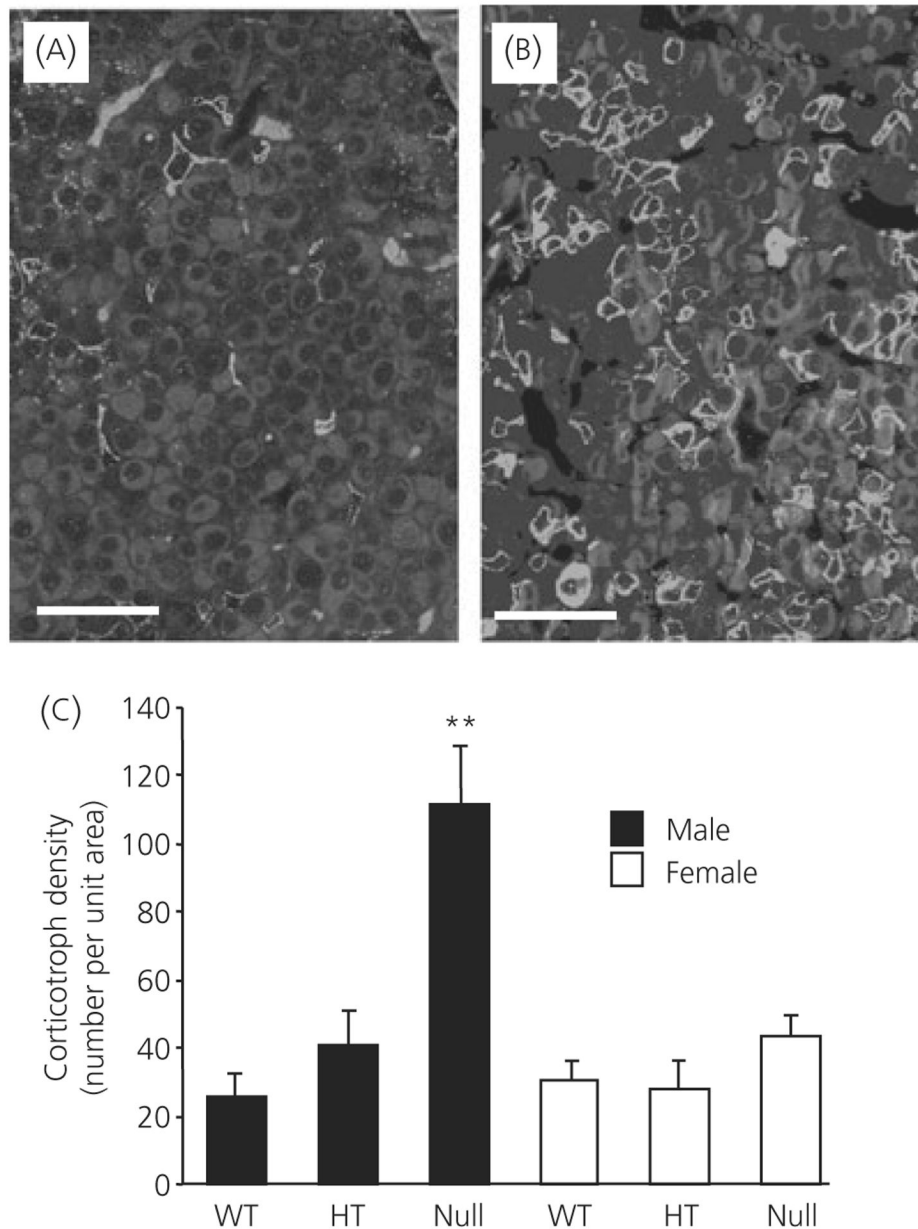 (A)
(B)
(C)
Corticotroph density
(number per unit area)
140
120
100
80
60
40
20
0
**
Male
Female
WT HT Null WT HT Null